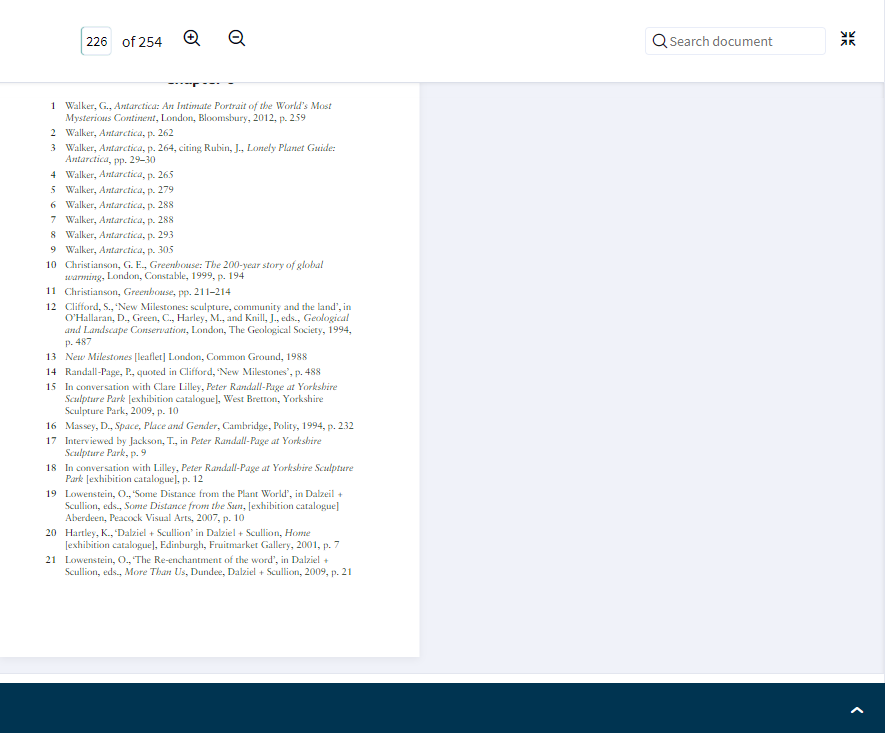 226 of 254
Search document
1 Walker, G., Antarctica: An Intimate Portrait of the World's Most
Mysterious Continent, London, Bloomsbury, 2012, p. 259
2 Walker, Antarctica, p. 262
3 Walker, Antarctica, p. 264, citing Rubin, J., Lonely Planet Guide:
Antarctica, pp. 29–30
4 Walker, Antarctica, p. 265
5 Walker, Antarctica, p. 279
6 Walker, Antarctica, p. 288
7 Walker, Antarctica, p. 288
8 Walker, Antarctica, p. 293
9 Walker, Antarctica, p. 305
10 Christianson, G. E., Greenhouse: The 200-year story of global
warming, London, Constable, 1999, p. 194
11 Christianson, Greenhouse, pp. 211–214
12 Clifford, S., 'New Milestones: sculpture, community and the land', in
O'Hallaran, D., Green, C., Harley, M., and Knill, J., eds., Geological
and Landscape Conservation, London, The Geological Society, 1994,
p. 487
13 New Milestones [leaflet] London, Common Ground, 1988
14 Randall-Page, P., quoted in Clifford, 'New Milestones', p. 488
15 In conversation with Clare Lilley, Peter Randall-Page at Yorkshire
Sculpture Park [exhibition catalogue], West Bretton, Yorkshire
Sculpture Park, 2009, p. 10
16 Massey, D., Space, Place and Gender, Cambridge, Polity, 1994, p. 232
17 Interviewed by Jackson, T., in Peter Randall-Page at Yorkshire
Sculpture Park, p. 9
18 In conversation with Lilley, Peter Randall-Page at Yorkshire Sculpture
Park [exhibition catalogue], p. 12
19 Lowenstein, O., 'Some Distance from the Plant World', in Dalzeil +
Scullion, eds., Some Distance from the Sun, [exhibition catalogue]
Aberdeen, Peacock Visual Arts, 2007, p. 10
20 Hartley, K., 'Dalziel + Scullion' in Dalziel + Scullion, Home
[exhibition catalogue], Edinburgh, Fruitmarket Gallery, 2001, p. 7
21 Lowenstein, O., 'The Re-enchantment of the word', in Dalziel +
Scullion, eds., More Than Us, Dundee, Dalziel + Scullion, 2009, p. 21